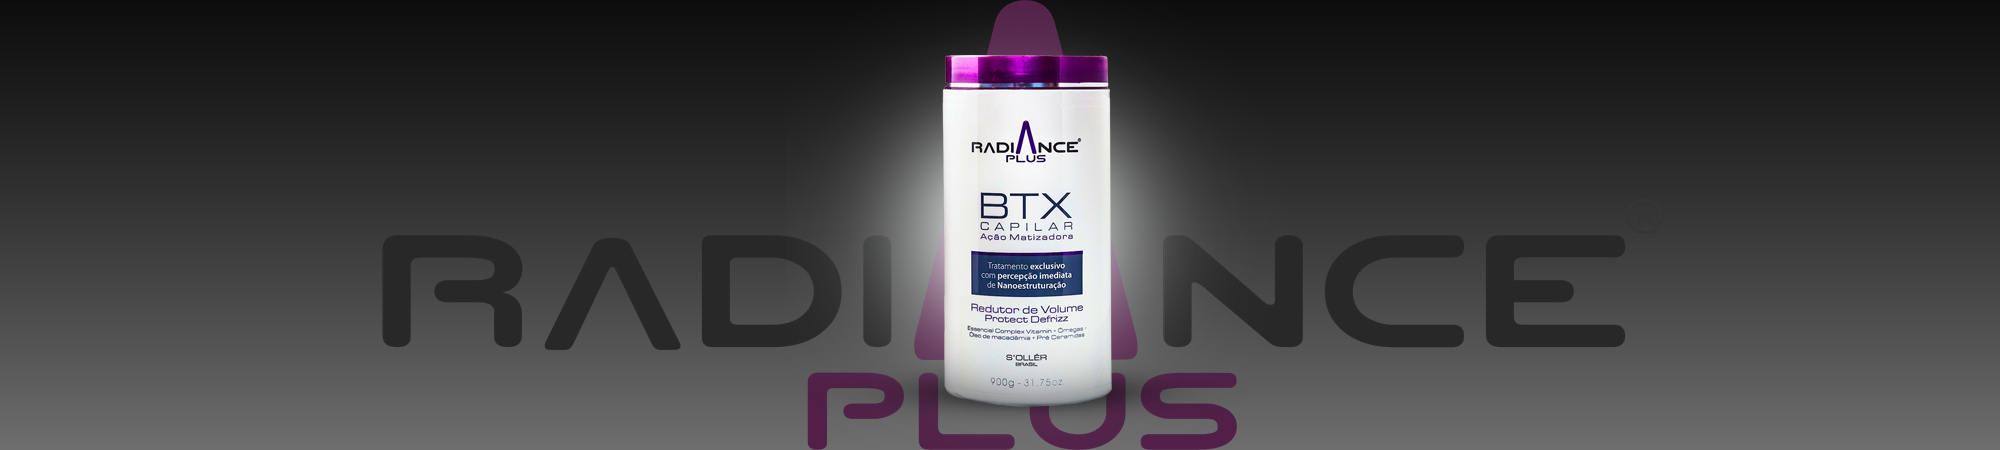 RADIANCE®
PLUS
RADIANCE®
PLUS
BTX
CAPILAR
Ação Matizadora
Tratamento exclusivo
com percepção imediata
de Nanoestruturação
Redutor de Volume
Protect Defrizz
Essencial Complex Vitamin + Ômegas +
Óleo de macadâmia + Pré Ceramidas
S'OLLÉR
BRASIL
900g - 31.75oz.